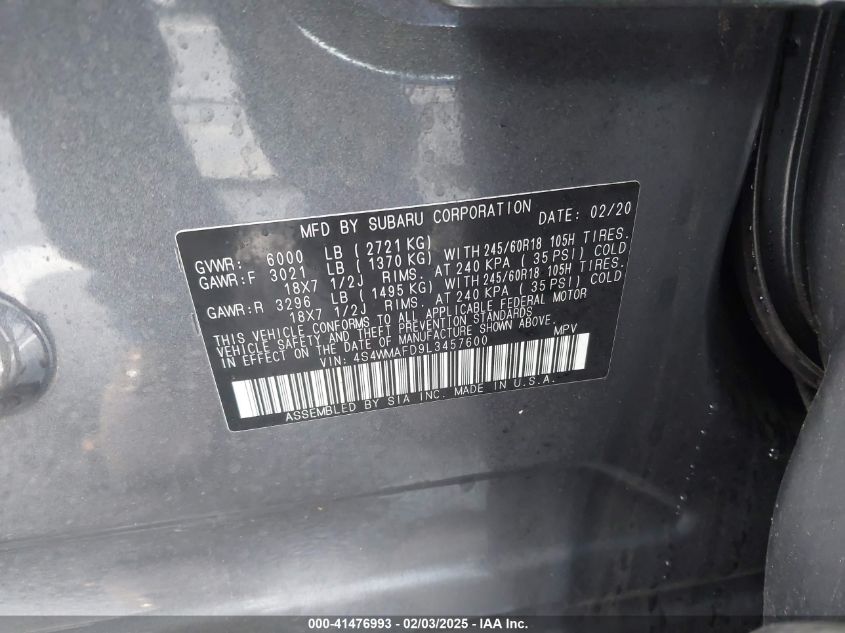 MFD BY SUBARU CORPORATION DATE: 02/20
GVWR: 6000 LB ( 2721 KG)
GAWR:F 3021 LB ( 1370 KG) WITH 245/60R18 105H TIRES.
18X7 1/2J RIMS. AT 240 KPA ( 35 PSI) COLD
GAWR:R 3296 LB ( 1495 KG) WITH 245/60R18 105H TIRES.
18X7 1/2J RIMS. AT 240 KPA ( 35 PSI) COLD
THIS VEHICLE CONFORMS TO ALL APPLICABLE FEDERAL MOTOR
VEHICLE SAFETY AND THEFT PREVENTION STANDARDS
IN EFFECT ON THE DATE OF MANUFACTURE SHOWN ABOVE.
VIN: 4S4WMAFD9L3457600 MPV
ASSEMBLED BY SIA INC. MADE IN U.S.A.
000-41476993 - 02/03/2025 - © IAA, Inc.